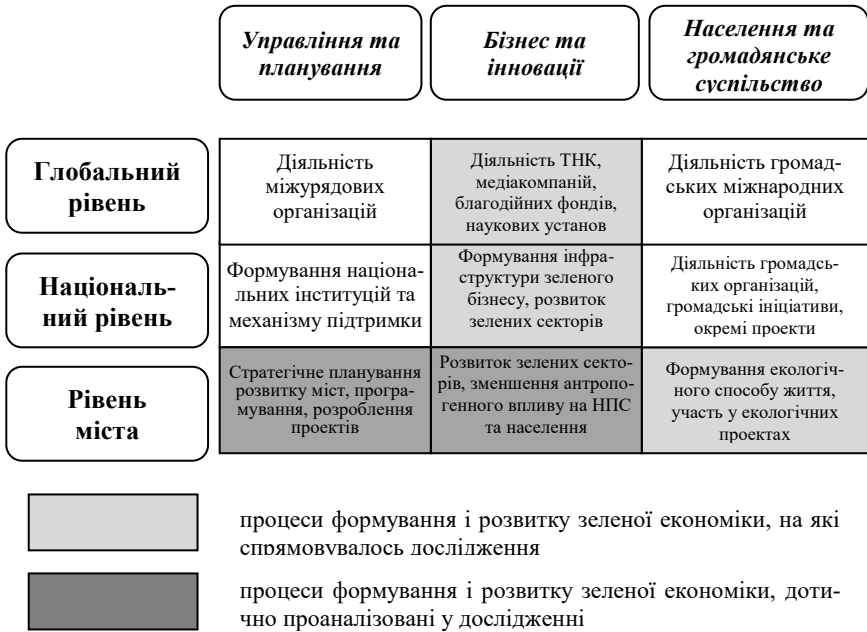 Управління та
планування
Бізнес та
інновації
Населення та
громадянське
суспільство
Глобальний
рівень
Діяльність
міжурядових
організацій
Діяльність ТНК,
медіакомпаній,
благодійних фондів,
наукових установ
Діяльність громад-
ських міжнародних
організацій
Національ-
ний рівень
Формування націона-
льних інституцій та
механізму підтримки
Формування інфра-
структури зеленого
бізнесу, розвиток
зелених секторів
Діяльність громадсь-
ких організацій,
громадські ініціативи,
окремі проекти
Рівень
міста
Стратегічне планування
розвитку міст, програ-
мування, розроблення
проектів
Розвиток зелених секто-
рів, зменшення антропо-
генного впливу на НПС
та населення
Формування екологіч-
ного способу життя,
участь у екологічних
проектах
процеси формування і розвитку зеленої економіки, на які
спрямовувалось дослідження
процеси формування і розвитку зеленої економіки, доти-
чно проаналізовані у дослідженні